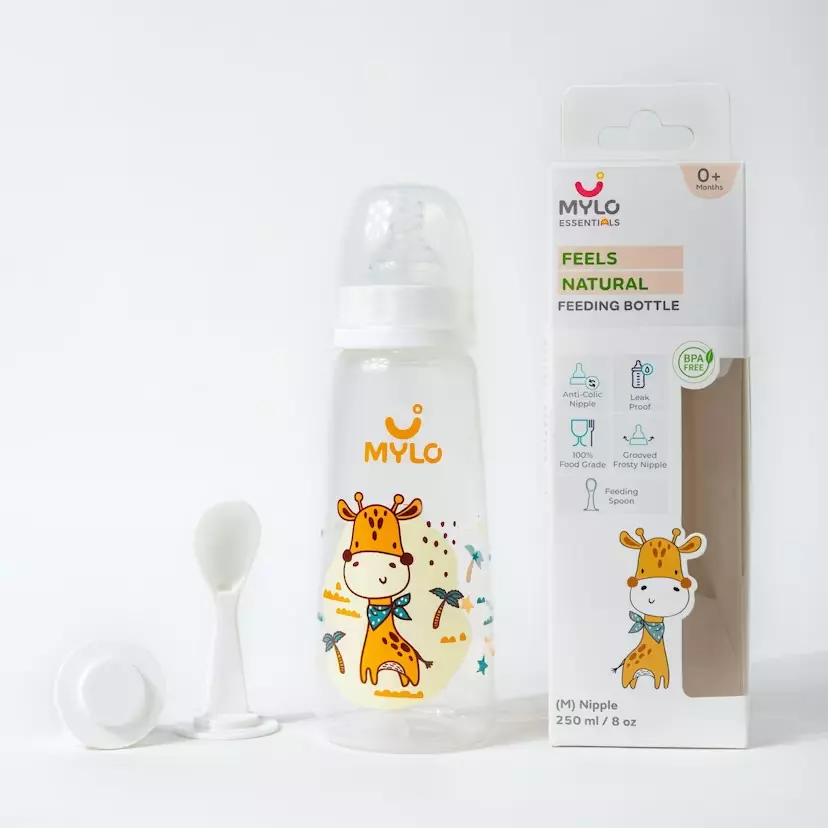 MYLO
0+
Months
MYLO
ESSENTIALS
FEELS
NATURAL
FEEDING BOTTLE
BPA
FREE
Anti-Colic
Nipple
Leak
Proof
100%
Food Grade
Grooved
Frosty Nipple
Feeding
Spoon
(M) Nipple
250 ml / 8 oz